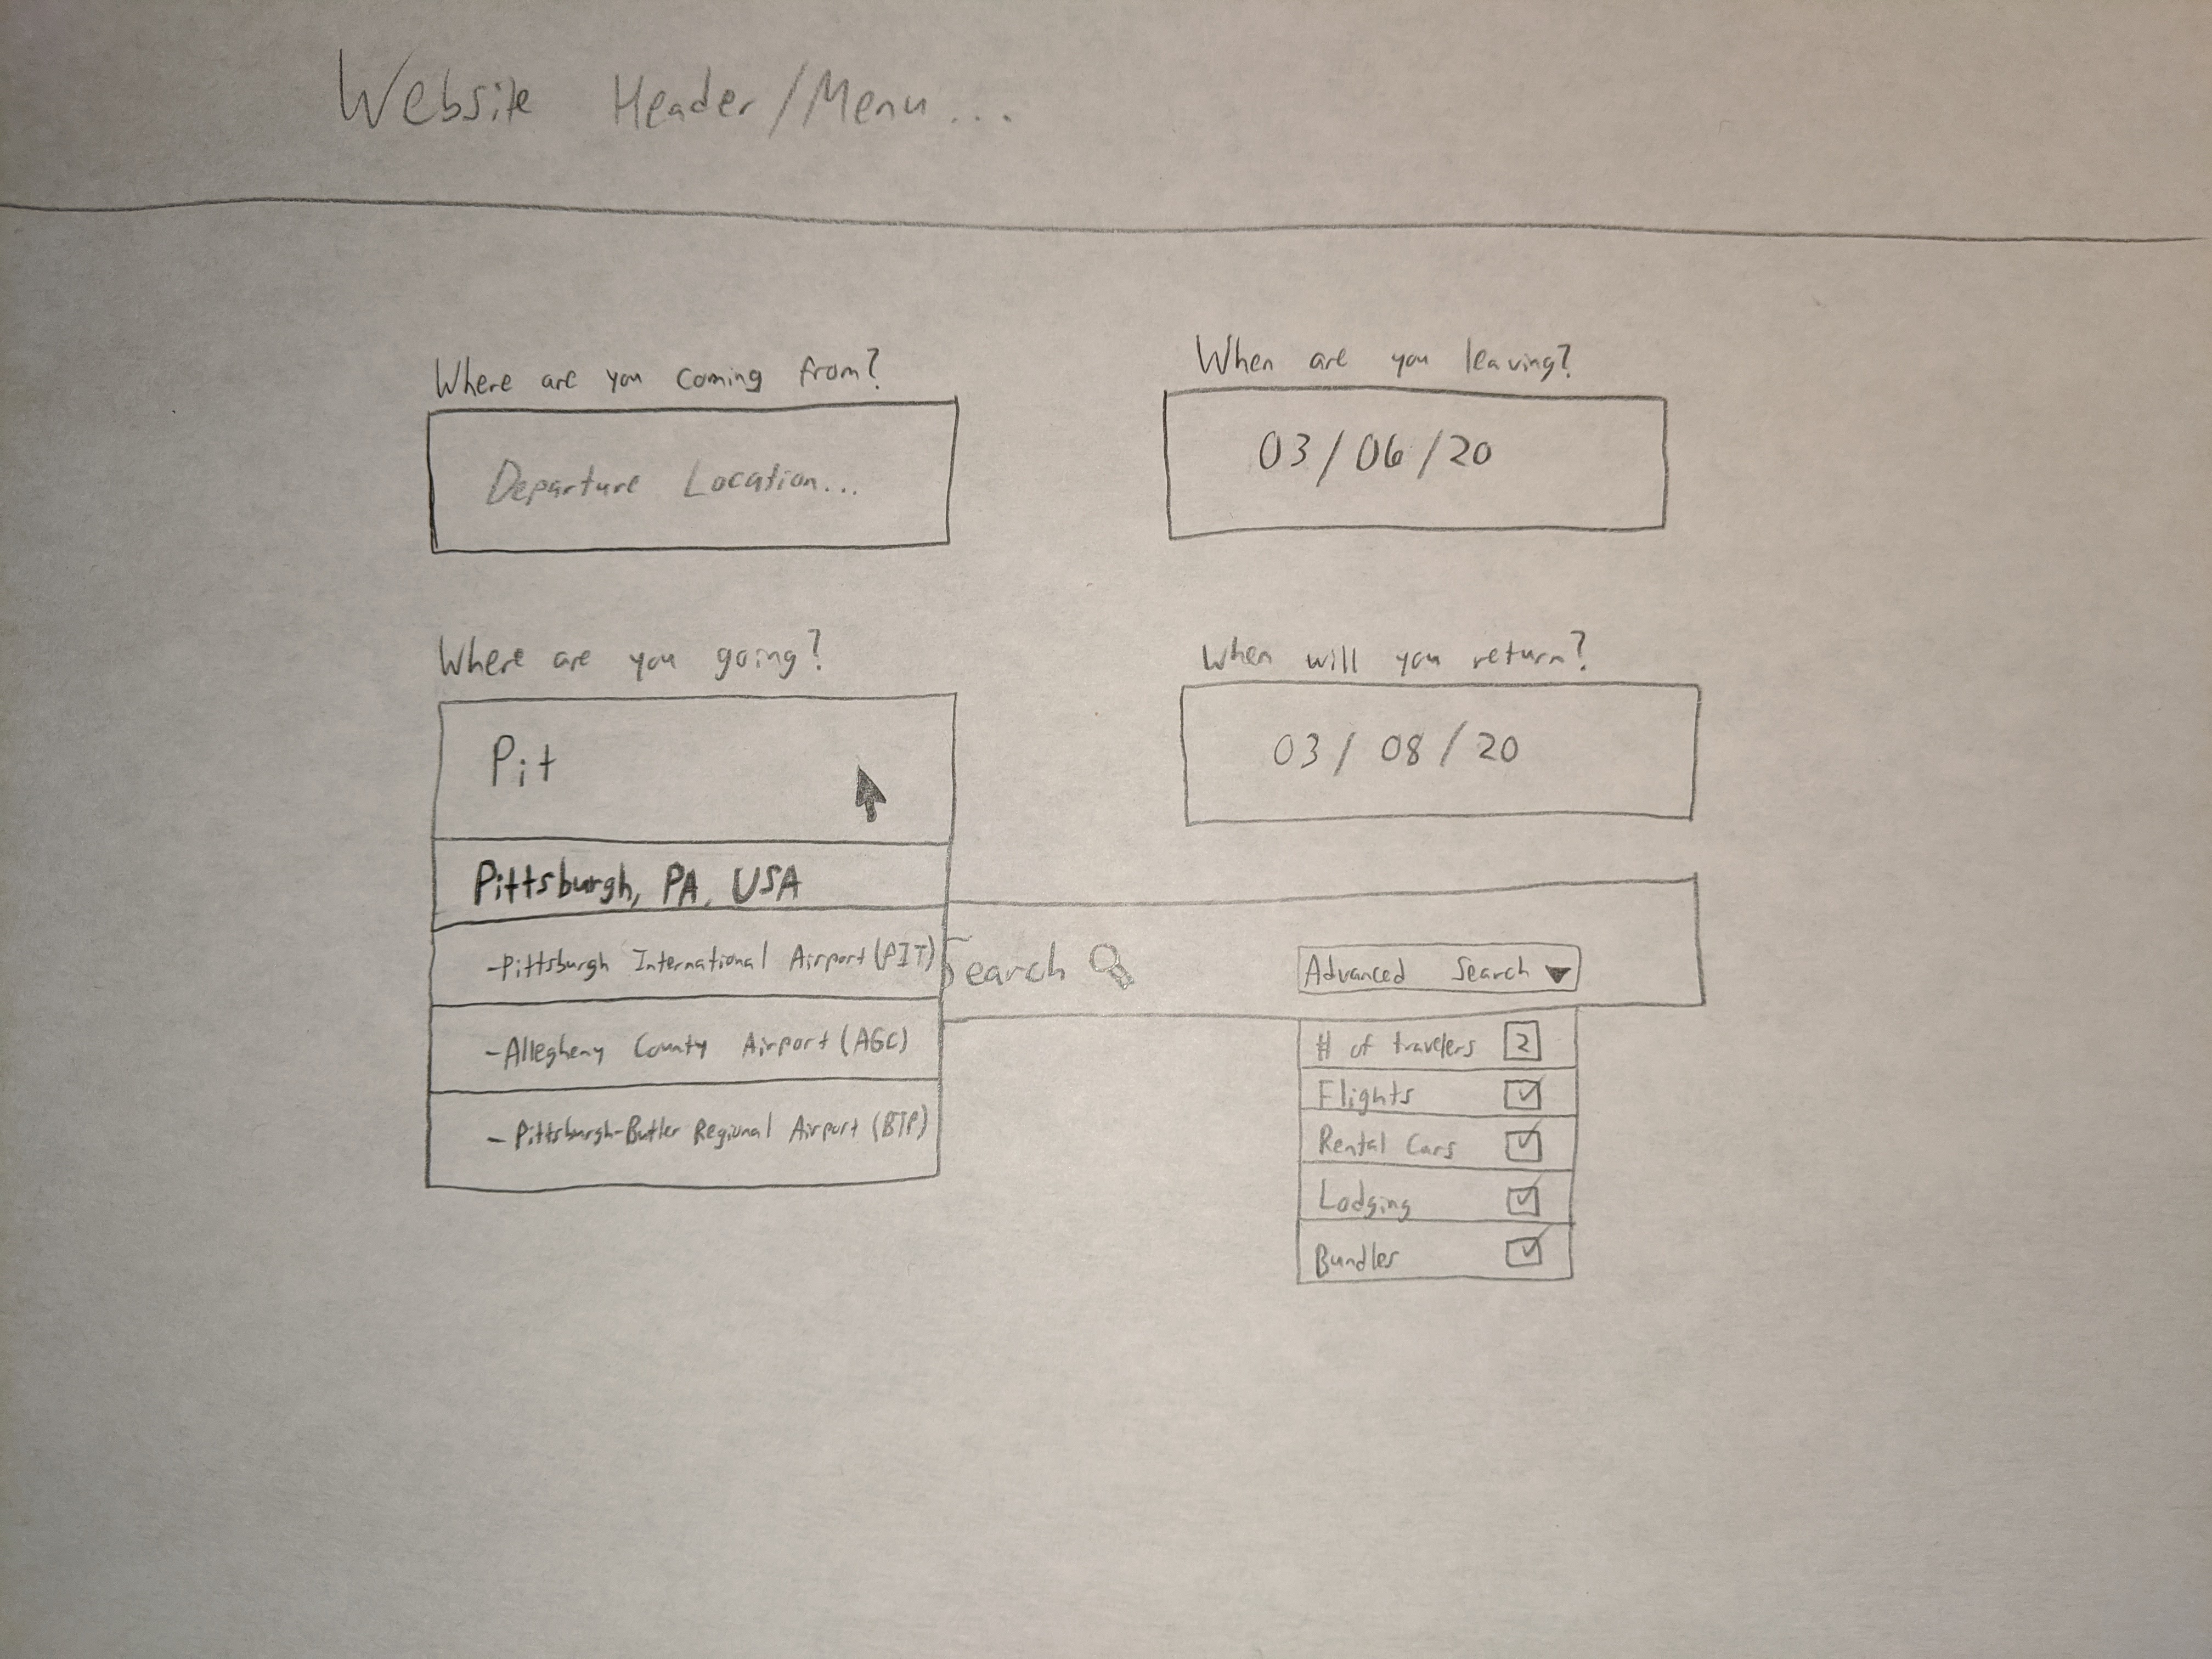 Website Header/Menu...
Where are you coming from?
Departure Location...
When are you leaving?
03/06/20
Where are you going?
Pit
When will you return?
03/08/20
Pittsburgh, PA, USA
-Pittsburgh International Airport (PIT)
-Allegheny County Airport (AGC)
-Pittsburgh-Butler Regional Airport (BTP)
Search
Advanced Search
# of travelers 2
Flights
Rental Cars
Lodging
Bundles